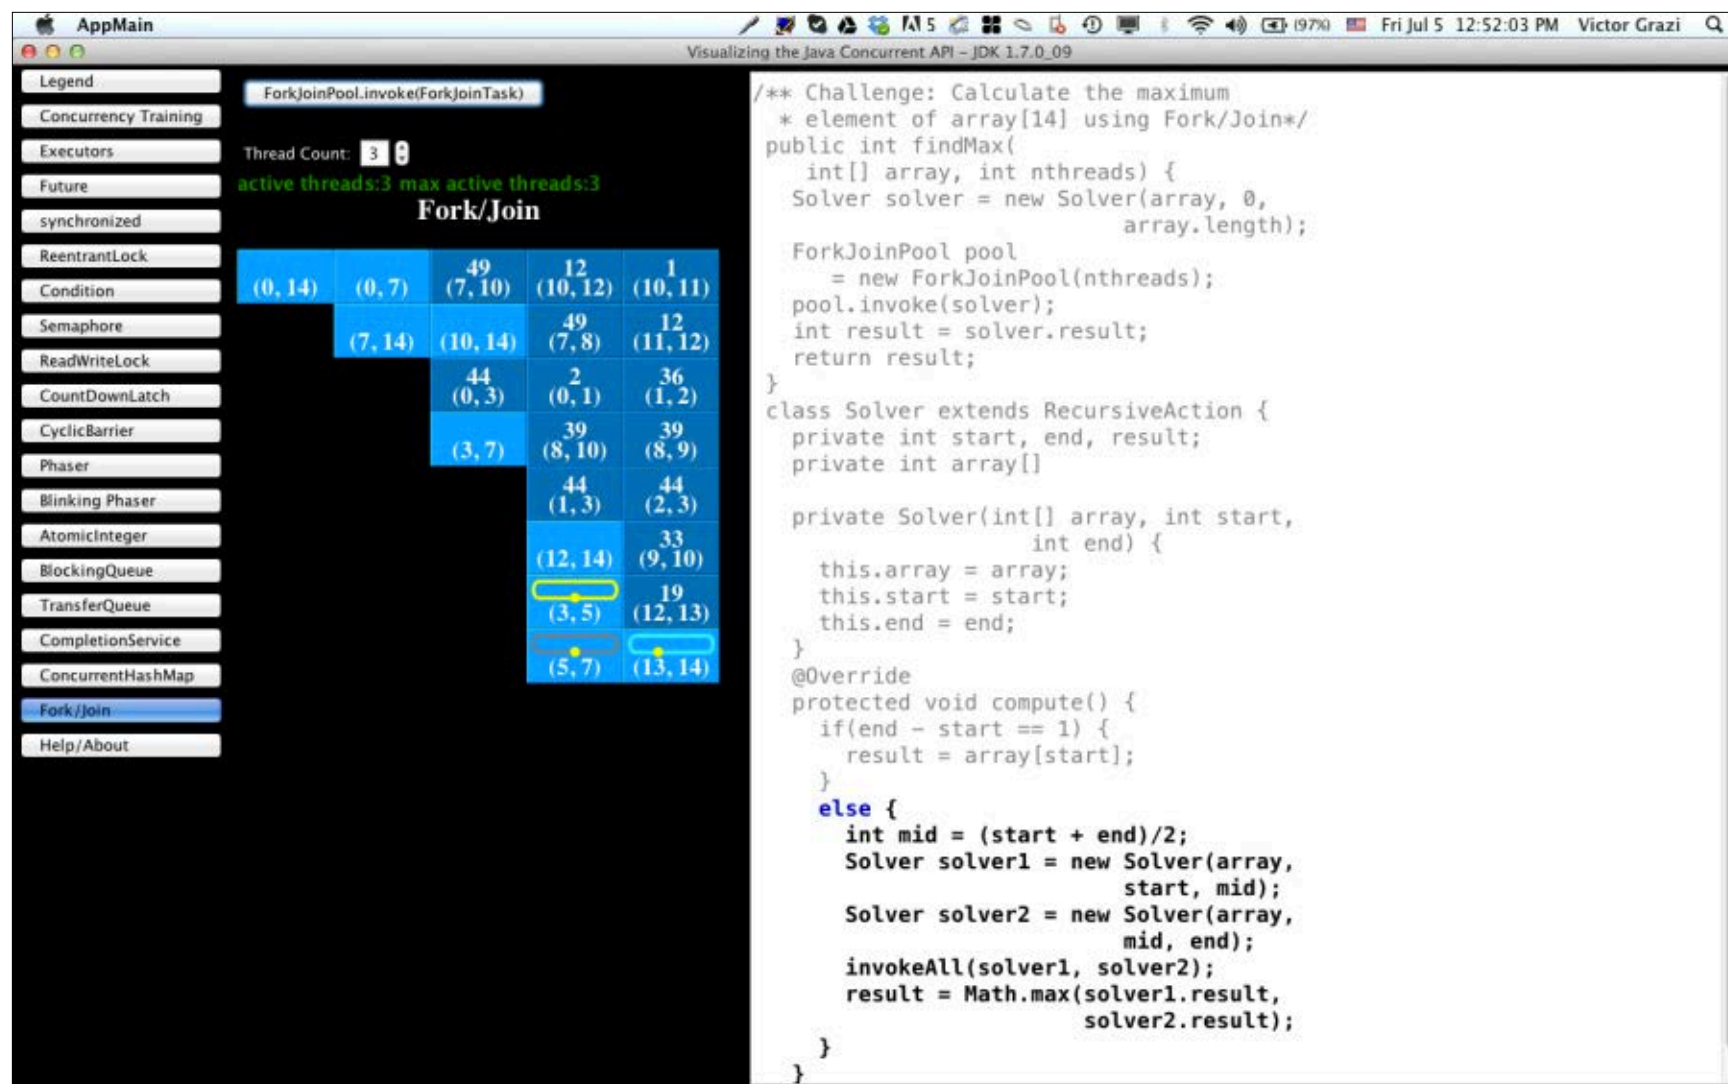 AppMain
5
(97%)
Fri Jul 5 12:52:03 PM
Victor Grazi
Visualizing the Java Concurrent API – JDK 1.7.0_09
Legend
Concurrency Training
Executors
Future
synchronized
ReentrantLock
Condition
Semaphore
ReadWriteLock
CountDownLatch
CyclicBarrier
Phaser
Blinking Phaser
AtomicInteger
BlockingQueue
TransferQueue
CompletionService
ConcurrentHashMap
Fork/Join
Help/About
ForkJoinPool.invoke(ForkJoinTask)
Thread Count: 3
active threads:3 max active threads:3
Fork/Join
49 12 1
(0, 14) (0, 7) (7, 10) (10, 12) (10, 11)
49 12
(7, 14) (10, 14) (7, 8) (11, 12)
44 2 36
(0, 3) (0, 1) (1, 2)
39 39
(3, 7) (8, 10) (8, 9)
44 44
(1, 3) (2, 3)
33
(12, 14) (9, 10)
19
(3, 5) (12, 13)
(5, 7) (13, 14)
/** Challenge: Calculate the maximum
* element of array[14] using Fork/Join*/
public int findMax(
int[] array, int nthreads) {
Solver solver = new Solver(array, 0,
array.length);
ForkJoinPool pool
= new ForkJoinPool(nthreads);
pool.invoke(solver);
int result = solver.result;
return result;
}
class Solver extends RecursiveAction {
private int start, end, result;
private int array[]
private Solver(int[] array, int start,
int end) {
this.array = array;
this.start = start;
this.end = end;
}
@Override
protected void compute() {
if(end – start == 1) {
result = array[start];
}
else {
int mid = (start + end)/2;
Solver solver1 = new Solver(array,
start, mid);
Solver solver2 = new Solver(array,
mid, end);
invokeAll(solver1, solver2);
result = Math.max(solver1.result,
solver2.result);
}
}